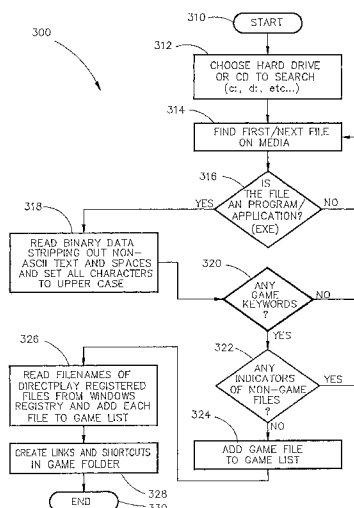 300
310
START
312
CHOOSE HARD DRIVE
OR CD TO SEARCH
(c:, d:, etc...)
314
FIND FIRST/NEXT FILE
ON MEDIA
316
IS
THE FILE
AN PROGRAM/
APPLICATION?
(EXE)
YES
NO
318
READ BINARY DATA
STRIPPING OUT NON-
ASCII TEXT AND SPACES
AND SET ALL CHARACTERS
TO UPPER CASE
320
ANY
GAME
KEYWORDS
?
NO
YES
322
ANY
INDICATORS
OF NON-GAME
FILES
?
YES
NO
324
ADD GAME FILE
TO GAME LIST
326
READ FILENAMES OF
DIRECTPLAY REGISTERED
FILES FROM WINDOWS
REGISTRY AND ADD EACH
FILE TO GAME LIST
CREATE LINKS AND SHORTCUTS
IN GAME FOLDER
328
END
330